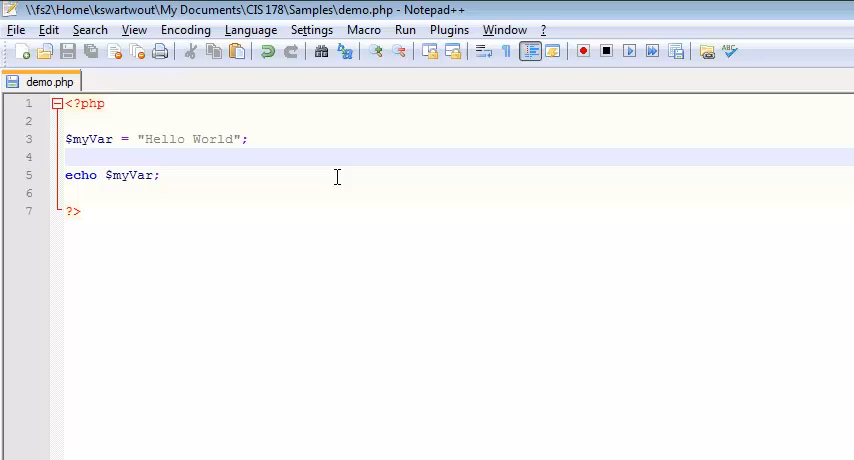 \\fs2\Home\kswartwout\My Documents\CIS 178\Samples\demo.php - Notepad++
File Edit Search View Encoding Language Settings Macro Run Plugins Window ?
demo.php
1 <?php
2
3 $myVar = "Hello World";
4
5 echo $myVar;
6
7 ?>